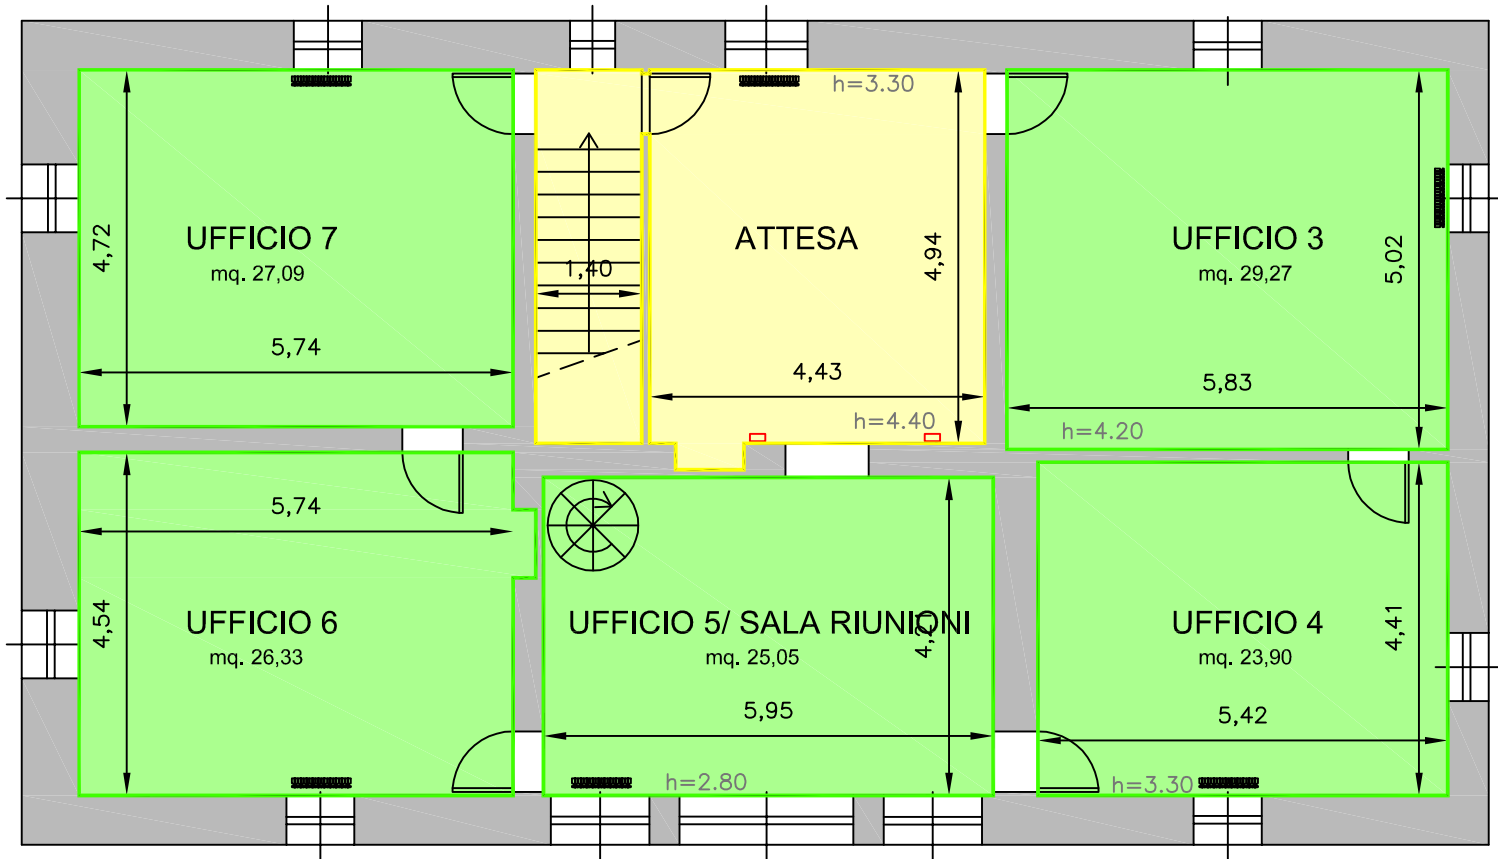 h=3.30
UFFICIO 7
mq. 27,09
4,72
5,74
1,40
ATTESA
4,94
4,43
h=4.40
UFFICIO 3
mq. 29,27
5,02
5,83
h=4.20
5,74
UFFICIO 6
mq. 26,33
4,54
UFFICIO 5/ SALA RIUNIONI
mq. 25,05
4,21
5,95
h=2.80
UFFICIO 4
mq. 23,90
4,41
5,42
h=3.30